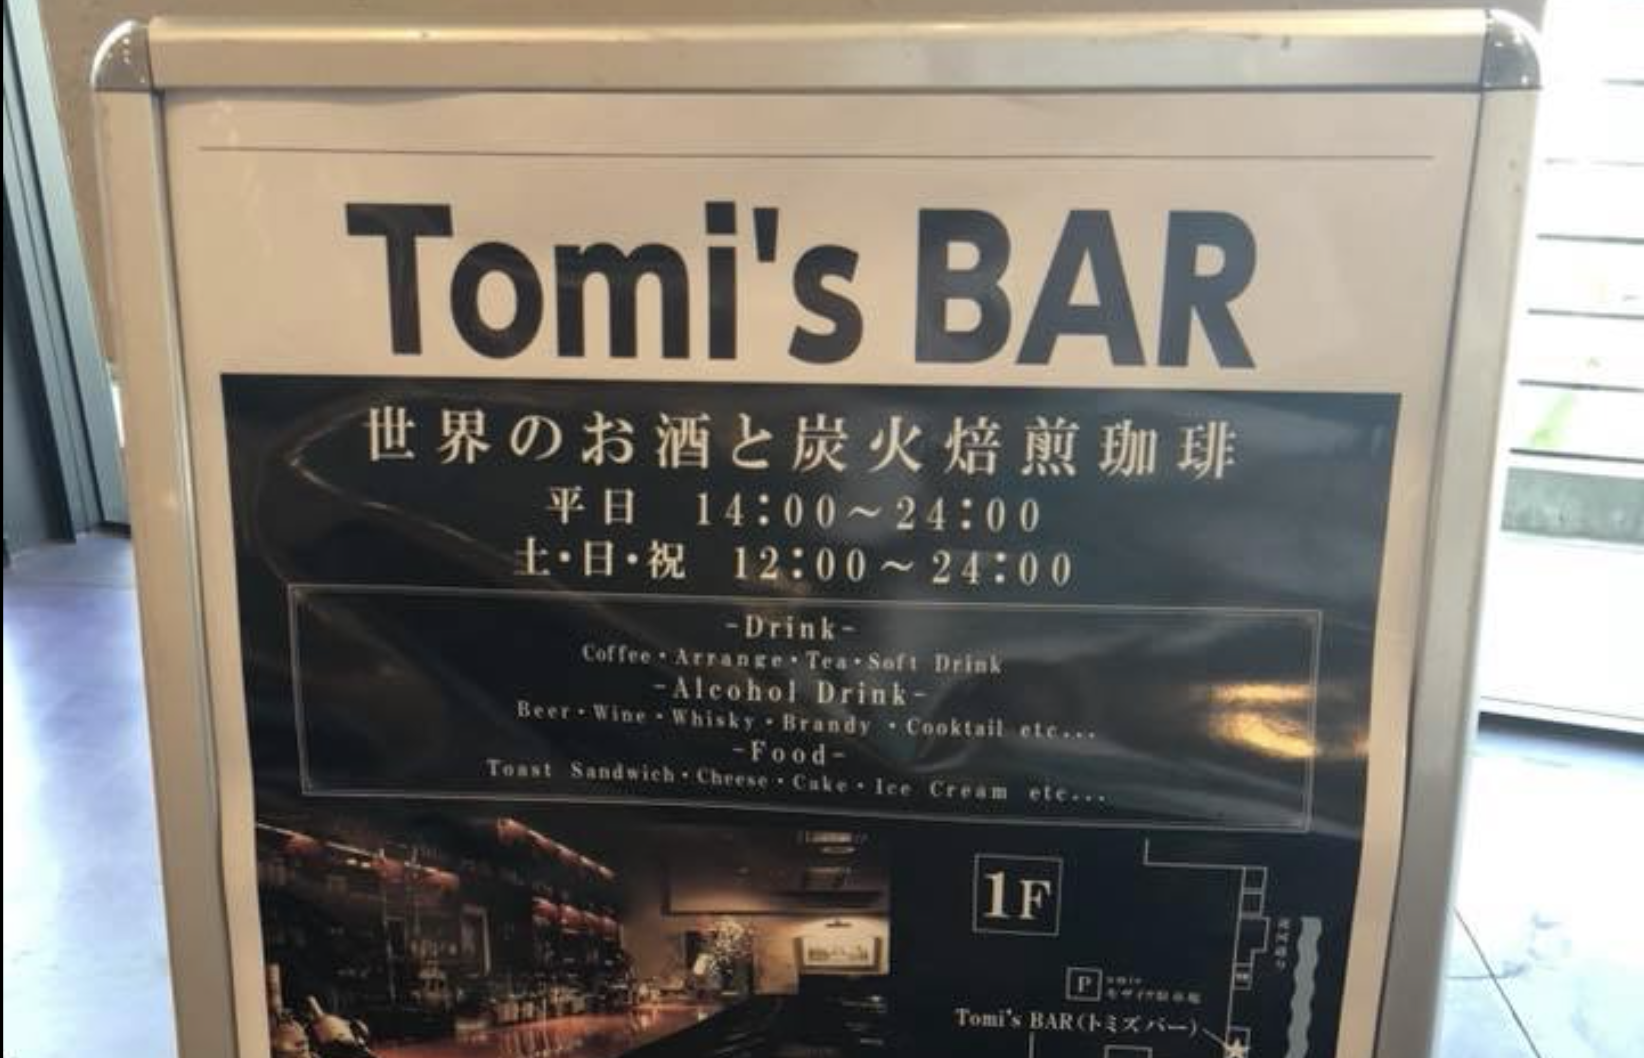 Tomi's BAR
世界のお酒と炭火焙煎珈琲
平日 14:00~24:00
土・日・祝 12:00~24:00
-Drink-
Coffee・Arrange・Tea・Soft Drink
-Alcohol Drink-
Beer・Wine・Whisky・Brandy ・Cooktail etc...
-Food-
Toast Sandwich・Cheese・Cake・Ice Cream etc...
1F
P
Tomi's BAR(トミズバー)